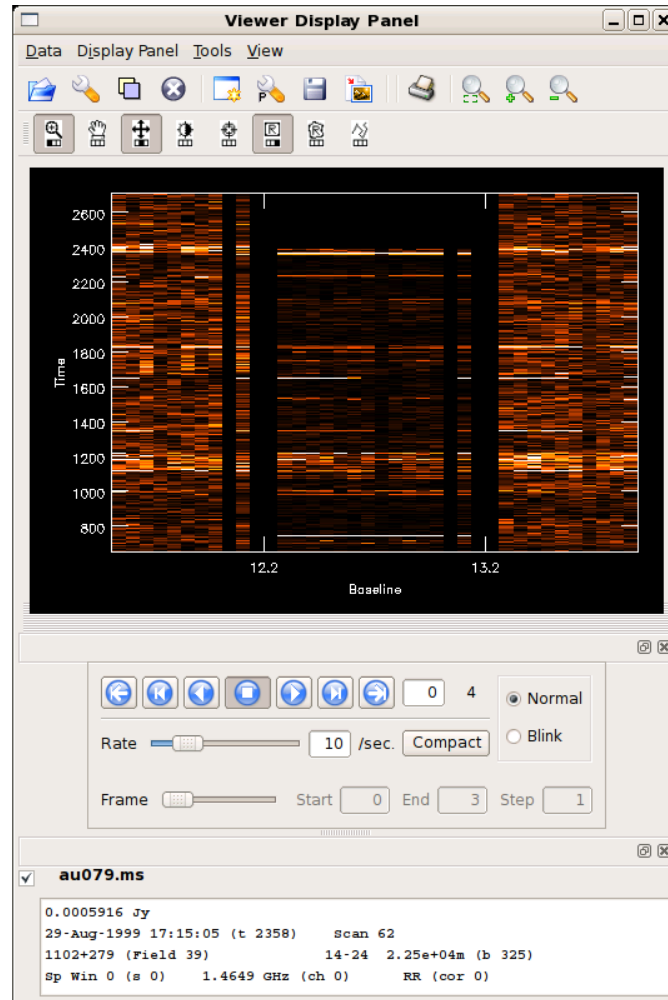 Viewer Display Panel
Data Display Panel Tools View
P
R R
2600
2400
2200
2000
1800
1600
1400
1200
1000
800
Time
12.2 13.2
Baseline
0 4 Normal
Rate 10 /sec. Compact Blink
Frame Start 0 End 3 Step 1
au079.ms
0.0005916 Jy
29-Aug-1999 17:15:05 (t 2358) Scan 62
1102+279 (Field 39) 14-24 2.25e+04m (b 325)
Sp Win 0 (s 0) 1.4649 GHz (ch 0) RR (cor 0)